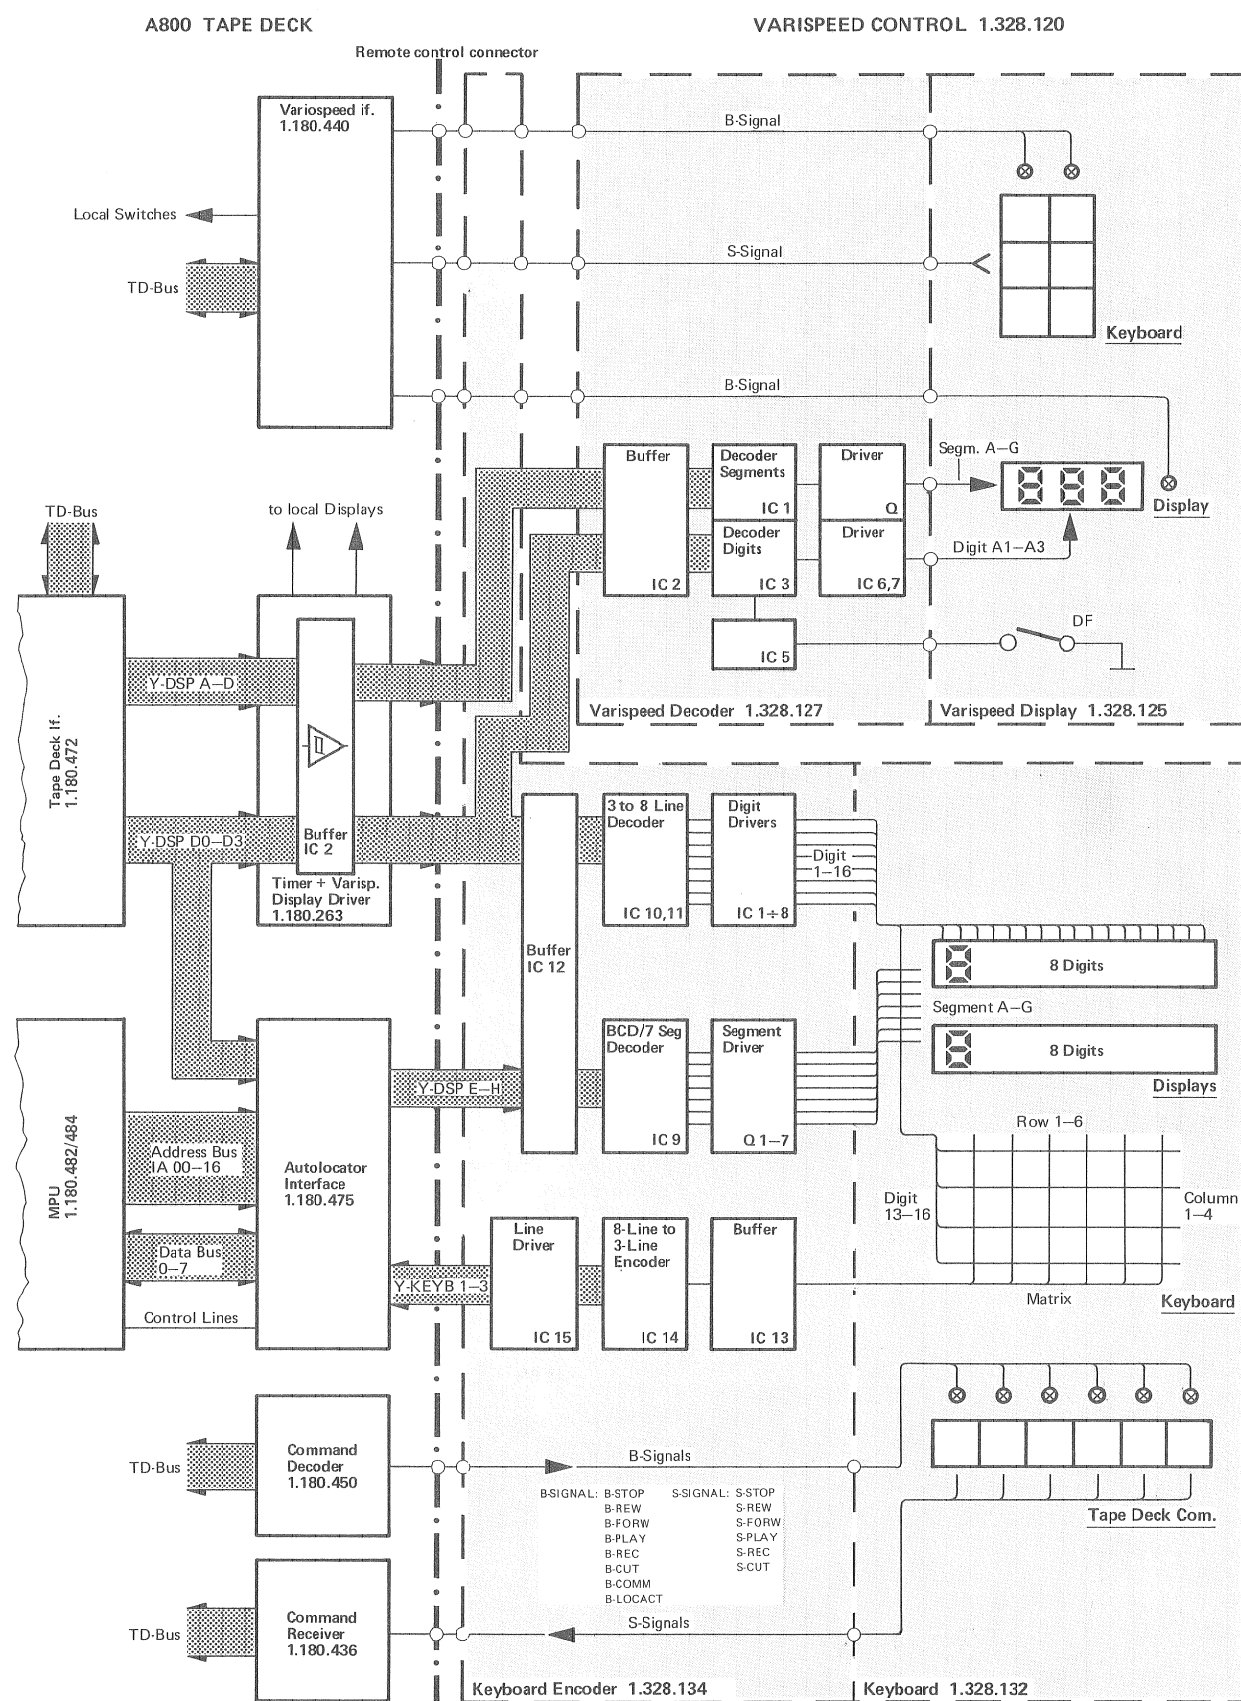 A800 TAPE DECK
VARISPEED CONTROL 1.328.120
Remote control connector
Variospeed if.
1.180.440
B-Signal
Local Switches
S-Signal
TD-Bus
Keyboard
B-Signal
Buffer
IC 2
Decoder
Segments
IC 1
Driver
Q
Segm. A–G
Display
TD-Bus
to local Displays
Decoder
Digits
IC 3
Driver
IC 6,7
Digit A1–A3
DF
IC 5
Y-DSP A–D
Varispeed Decoder 1.328.127
Varispeed Display 1.328.125
Tape Deck If.
1.180.472
Y-DSP D0–D3
Buffer
IC 2
Timer + Varisp.
Display Driver
1.180.263
3 to 8 Line
Decoder
IC 10,11
Digit
Drivers
IC 1÷8
Digit
1–16
Buffer
IC 12
8 Digits
Segment A–G
8 Digits
Displays
BCD/7 Seg
Decoder
IC 9
Segment
Driver
Q 1–7
Y-DSP E–H
MPU
1.180.482/484
Address Bus
IA 00–16
Autolocator
Interface
1.180.475
Row 1–6
Digit
13–16
Column
1–4
Data Bus
0–7
Y-KEYB 1–3
Line
Driver
IC 15
8-Line to
3-Line
Encoder
IC 14
Buffer
IC 13
Matrix
Keyboard
Control Lines
Command
Decoder
1.180.450
TD-Bus
B-Signals
B-SIGNAL: B-STOP S-SIGNAL: S-STOP
B-REW S-REW
B-FORW S-FORW
B-PLAY S-PLAY
B-REC S-REC
B-CUT S-CUT
B-COMM
B-LOCACT
Tape Deck Com.
Command
Receiver
1.180.436
TD-Bus
S-Signals
Keyboard Encoder 1.328.134
Keyboard 1.328.132